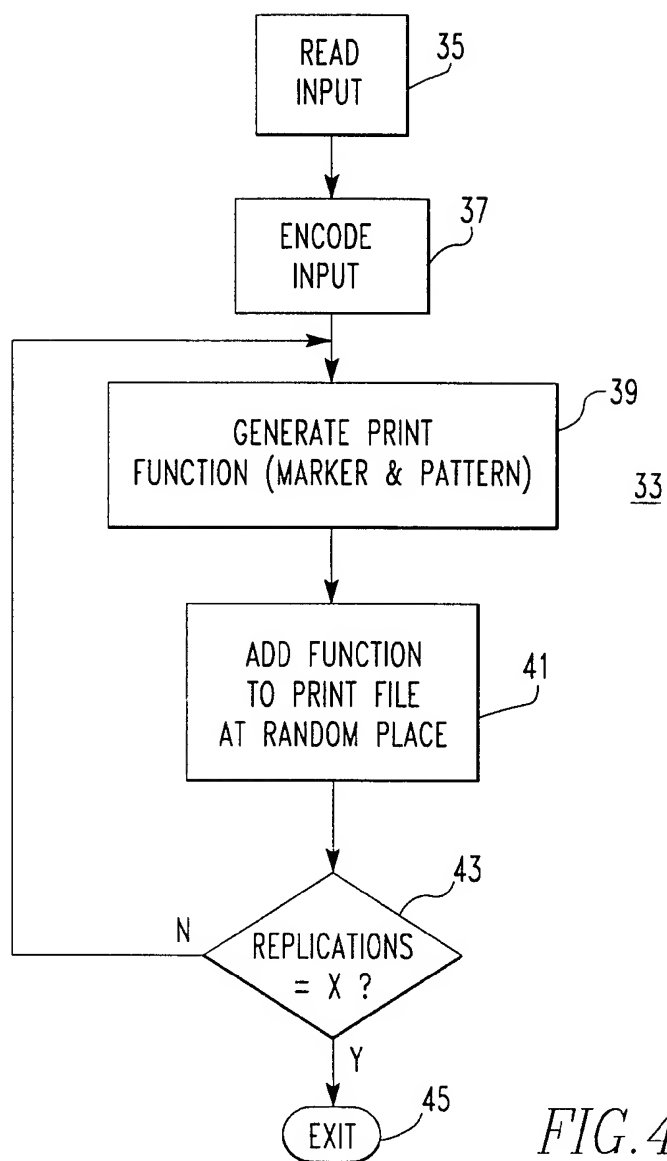 READ
INPUT
35
ENCODE
INPUT
37
GENERATE PRINT
FUNCTION (MARKER & PATTERN)
39
33
ADD FUNCTION
TO PRINT FILE
AT RANDOM PLACE
41
REPLICATIONS
= X ?
43
N
Y
EXIT
45
FIG.4